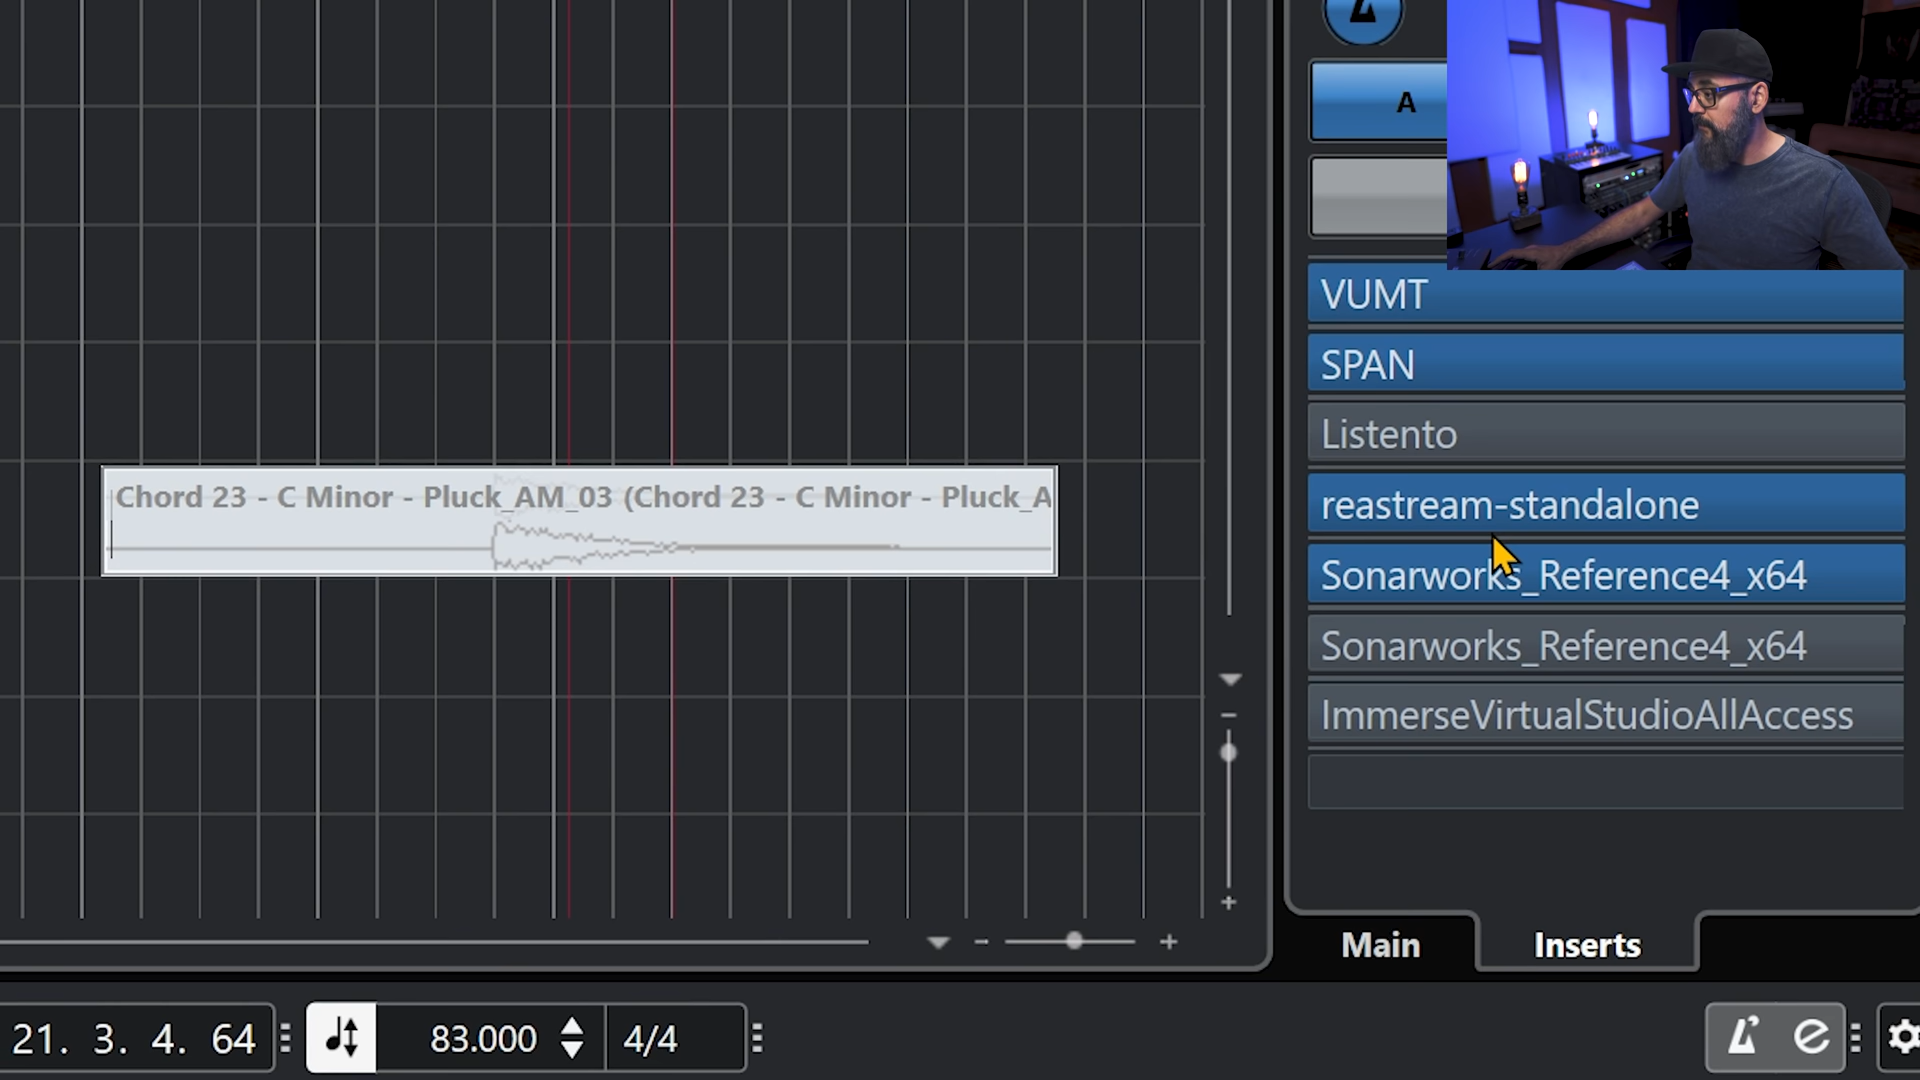 A
VUMT
SPAN
Listento
Chord 23 - C Minor - Pluck_AM_03 (Chord 23 - C Minor - Pluck_A
reastream-standalone
Sonarworks_Reference4_x64
Sonarworks_Reference4_x64
ImmerseVirtualStudioAllAccess
Main
Inserts
21. 3. 4. 64
83.000
4/4
e